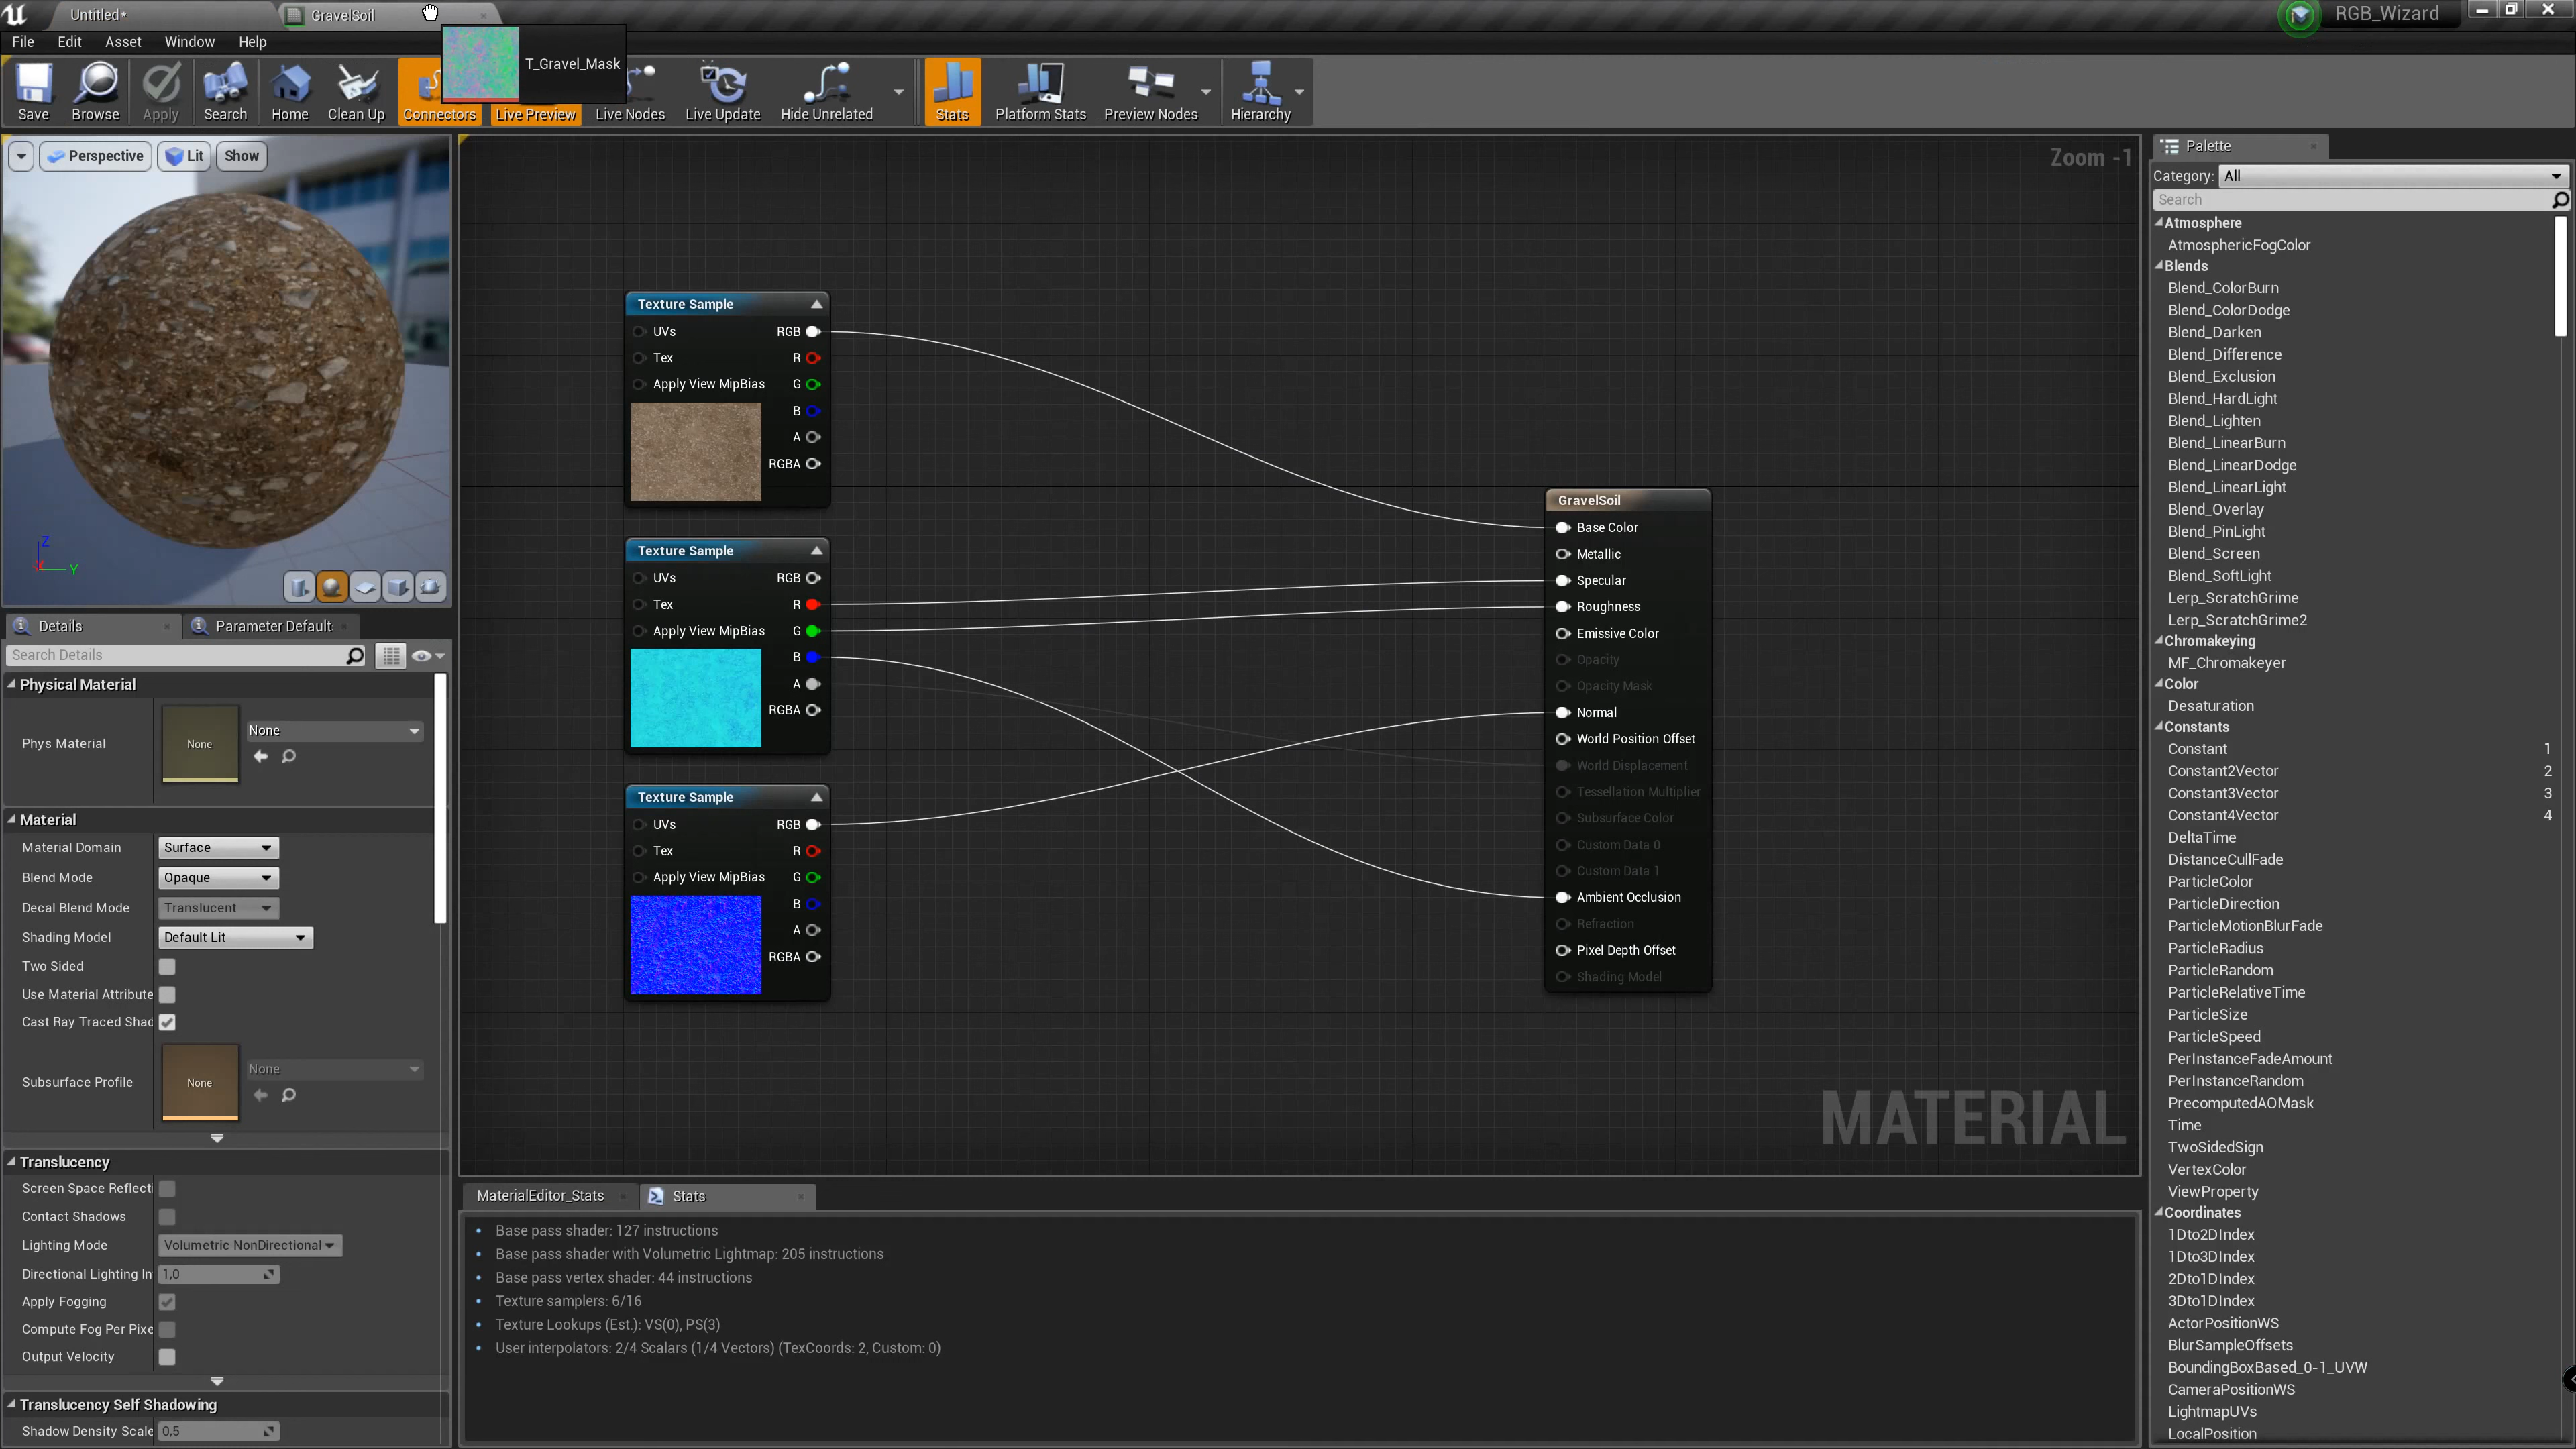 Untitled*
GravelSoil
RGB_Wizard
File Edit Asset Window Help
T_Gravel_Mask
Save Browse Apply Search Home Clean Up Connectors Live Preview Live Nodes Live Update Hide Unrelated Stats Platform Stats Preview Nodes Hierarchy
Perspective Lit Show
Z
Y
Zoom -1
Texture Sample
UVs RGB
Tex R
Apply View MipBias G
B
A
RGBA
Texture Sample
UVs RGB
Tex R
Apply View MipBias G
B
A
RGBA
Texture Sample
UVs RGB
Tex R
Apply View MipBias G
B
A
RGBA
GravelSoil
Base Color
Metallic
Specular
Roughness
Emissive Color
Opacity
Opacity Mask
Normal
World Position Offset
World Displacement
Tessellation Multiplier
Subsurface Color
Custom Data 0
Custom Data 1
Ambient Occlusion
Refraction
Pixel Depth Offset
Shading Model
MATERIAL
Details Parameter Default
Search Details
Physical Material
Phys Material None None
Material
Material Domain Surface
Blend Mode Opaque
Decal Blend Mode Translucent
Shading Model Default Lit
Two Sided
Use Material Attribute
Cast Ray Traced Shad
Subsurface Profile None None
Translucency
Screen Space Reflecti
Contact Shadows
Lighting Mode Volumetric NonDirectional
Directional Lighting In 1,0
Apply Fogging
Compute Fog Per Pixe
Output Velocity
Translucency Self Shadowing
Shadow Density Scale 0,5
MaterialEditor_Stats Stats
• Base pass shader: 127 instructions
• Base pass shader with Volumetric Lightmap: 205 instructions
• Base pass vertex shader: 44 instructions
• Texture samplers: 6/16
• Texture Lookups (Est.): VS(0), PS(3)
• User interpolators: 2/4 Scalars (1/4 Vectors) (TexCoords: 2, Custom: 0)
Palette
Category: All
Search
Atmosphere
AtmosphericFogColor
Blends
Blend_ColorBurn
Blend_ColorDodge
Blend_Darken
Blend_Difference
Blend_Exclusion
Blend_HardLight
Blend_Lighten
Blend_LinearBurn
Blend_LinearDodge
Blend_LinearLight
Blend_Overlay
Blend_PinLight
Blend_Screen
Blend_SoftLight
Lerp_ScratchGrime
Lerp_ScratchGrime2
Chromakeying
MF_Chromakeyer
Color
Desaturation
Constants
Constant 1
Constant2Vector 2
Constant3Vector 3
Constant4Vector 4
DeltaTime
DistanceCullFade
ParticleColor
ParticleDirection
ParticleMotionBlurFade
ParticleRadius
ParticleRandom
ParticleRelativeTime
ParticleSize
ParticleSpeed
PerInstanceFadeAmount
PerInstanceRandom
PrecomputedAOMask
Time
TwoSidedSign
VertexColor
ViewProperty
Coordinates
1Dto2DIndex
1Dto3DIndex
2Dto1DIndex
3Dto1DIndex
ActorPositionWS
BlurSampleOffsets
BoundingBoxBased_0-1_UVW
CameraPositionWS
LightmapUVs
LocalPosition